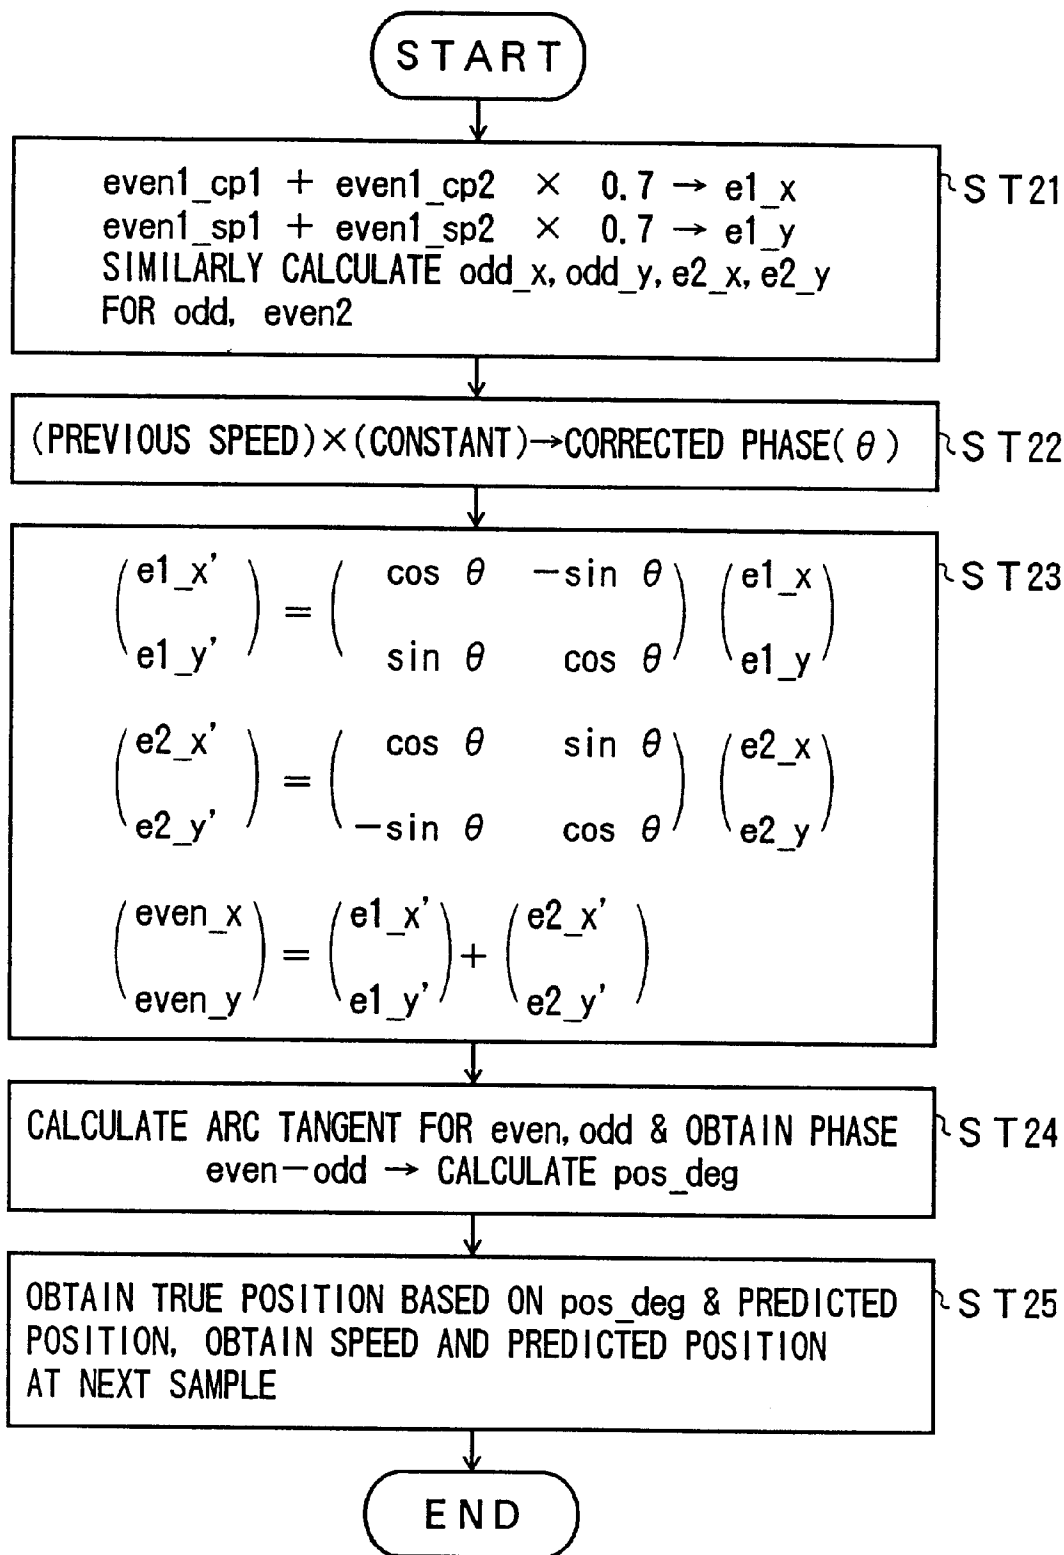 START
even1_cp1 + even1_cp2 × 0.7 → e1_x
even1_sp1 + even1_sp2 × 0.7 → e1_y
SIMILARLY CALCULATE odd_x, odd_y, e2_x, e2_y
FOR odd, even2
ST21
(PREVIOUS SPEED)×(CONSTANT)→CORRECTED PHASE(θ)
ST22
e1_x' = cos θ −sin θ e1_x
e1_y' sin θ cos θ e1_y
ST23
e2_x' = cos θ sin θ e2_x
e2_y' −sin θ cos θ e2_y
even_x = e1_x' + e2_x'
even_y e1_y' e2_y'
CALCULATE ARC TANGENT FOR even, odd & OBTAIN PHASE
even−odd → CALCULATE pos_deg
ST24
OBTAIN TRUE POSITION BASED ON pos_deg & PREDICTED
POSITION, OBTAIN SPEED AND PREDICTED POSITION
AT NEXT SAMPLE
ST25
END